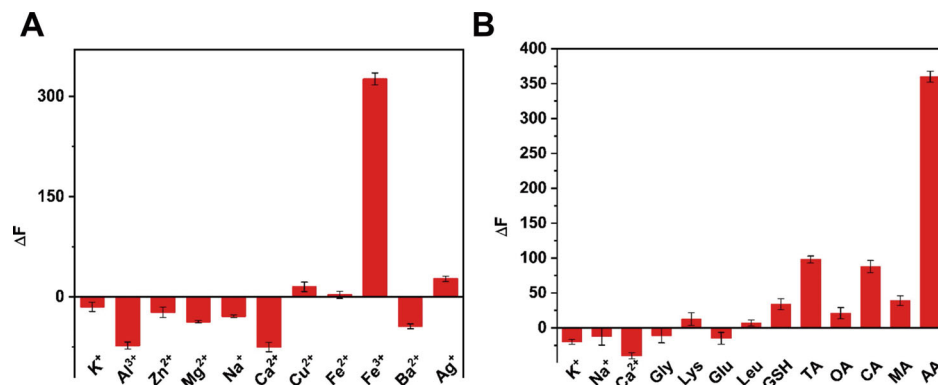 A
ΔF
300
0
K⁺
Al³⁺
Zn²⁺
Mg²⁺
Na⁺
Ca²⁺
Cu²⁺
Fe²⁺
Fe³⁺
Ba²⁺
Ag⁺
B
ΔF
400
350
300
250
200
150
100
50
0
K⁺
Na⁺
Ca²⁺
Gly
Lys
Glu
Leu
GSH
TA
OA
CA
MA
AA